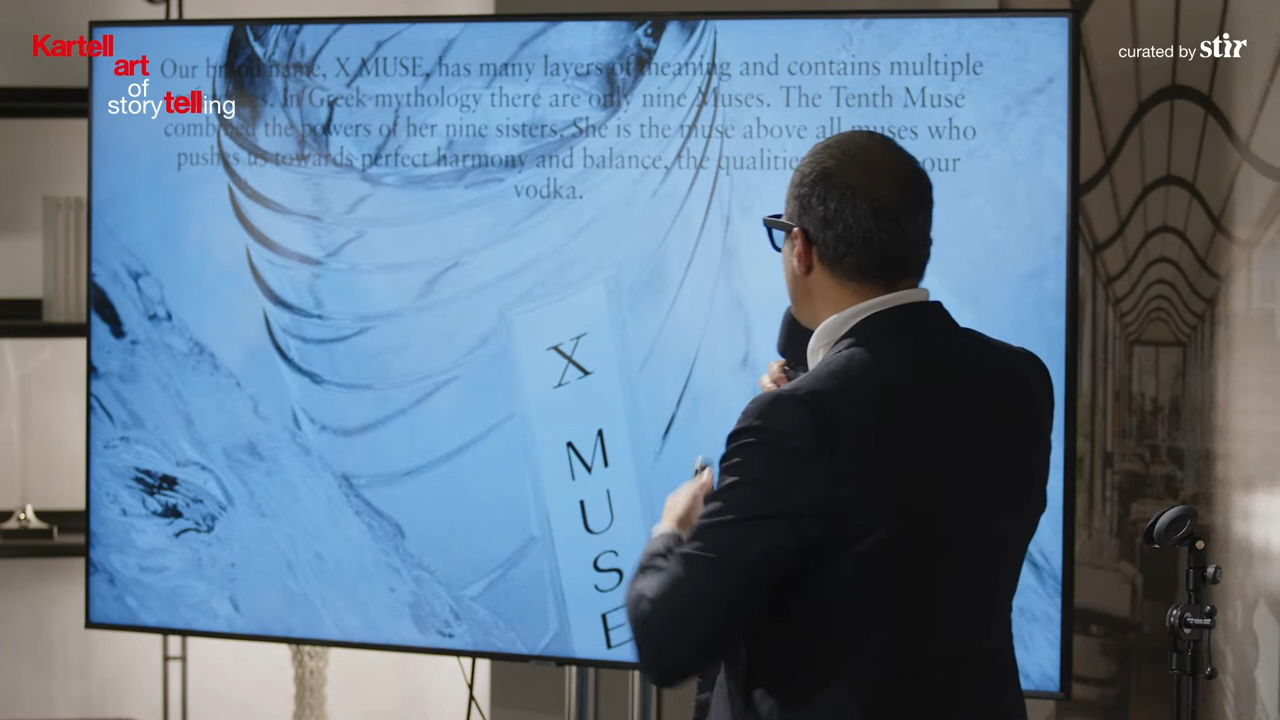 Kartell
art
of
storytelling
curated by stir
Our brand name, X MUSE, has many layers of meaning and contains multiple
In Greek mythology there are only nine Muses. The Tenth Muse
combined the powers of her nine sisters. She is the muse above all muses who
pushes us towards perfect harmony and balance, the qualities our
vodka.
X
M
U
S
E